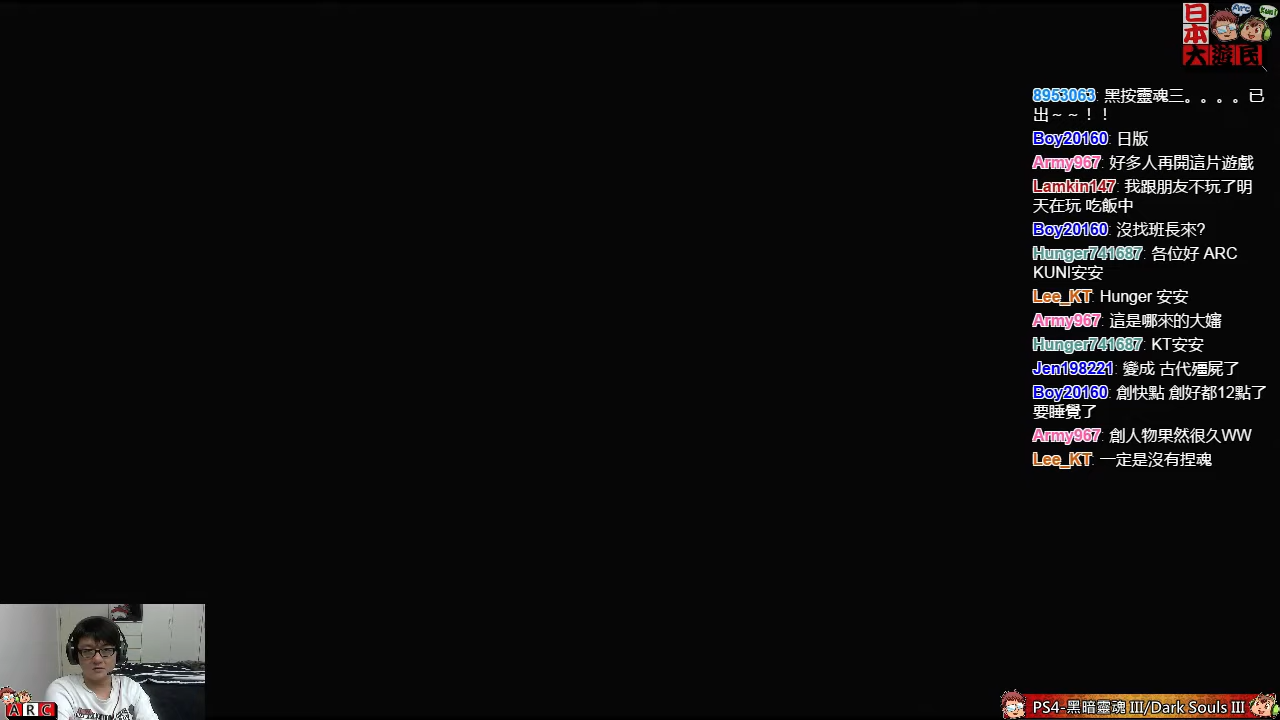 日本
大遊民
Arc
Kuni
8953063: 黑按靈魂三。。。。已
出~~！！
Boy20160: 日版
Army967: 好多人再開這片遊戲
Lamkin147: 我跟朋友不玩了明
天在玩 吃飯中
Boy20160: 沒找班長來?
Hunger741687: 各位好 ARC
KUNI安安
Lee_KT: Hunger 安安
Army967: 這是哪來的大嬸
Hunger741687: KT安安
Jen198221: 變成 古代殭屍了
Boy20160: 創快點 創好都12點了
要睡覺了
Army967: 創人物果然很久WW
Lee_KT: 一定是沒有捏魂
ARC
PS4-黑暗靈魂 III/Dark Souls III